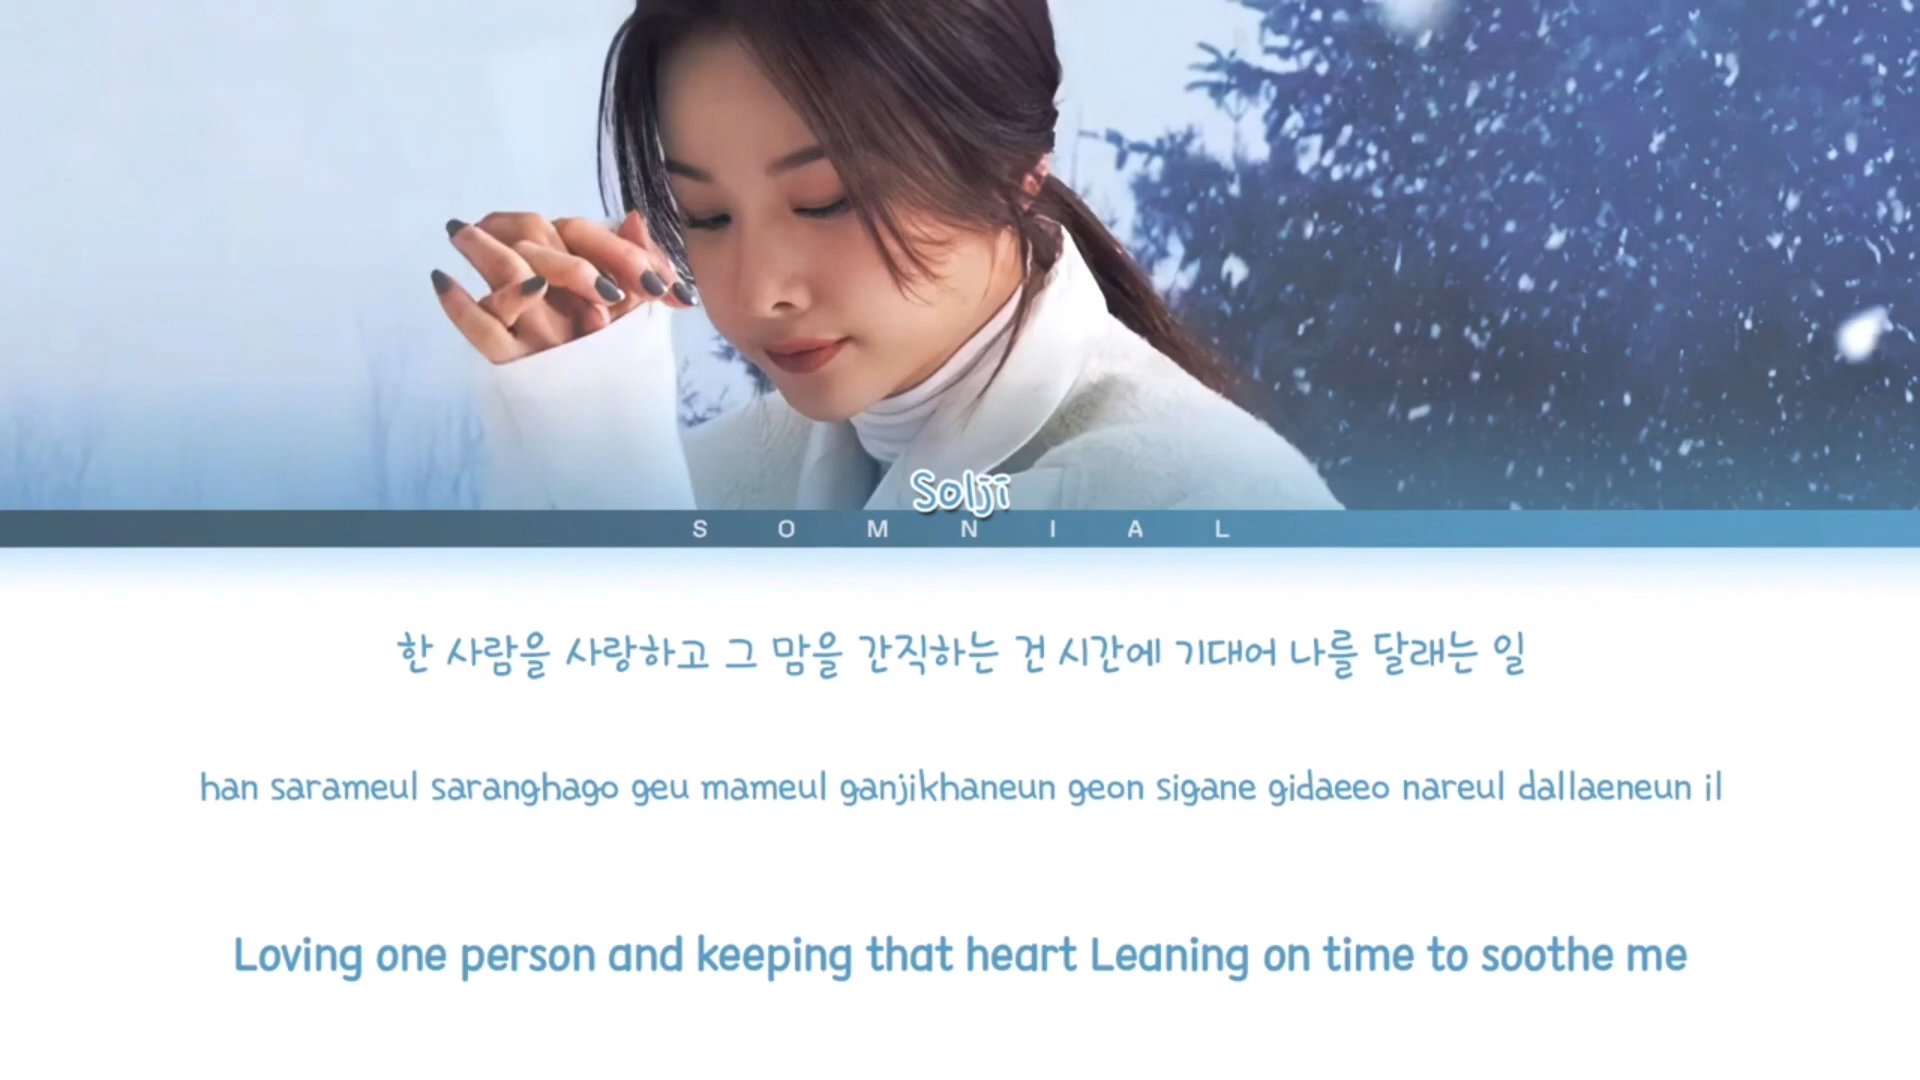 Solji
SOMNIAL
한 사람을 사랑하고 그 맘을 간직하는 건 시간에 기대어 나를 달래는 일
han sarameul saranghago geu mameul ganjikhaneun geon sigane gidaeeo nareul dallaeneun il
Loving one person and keeping that heart Leaning on time to soothe me